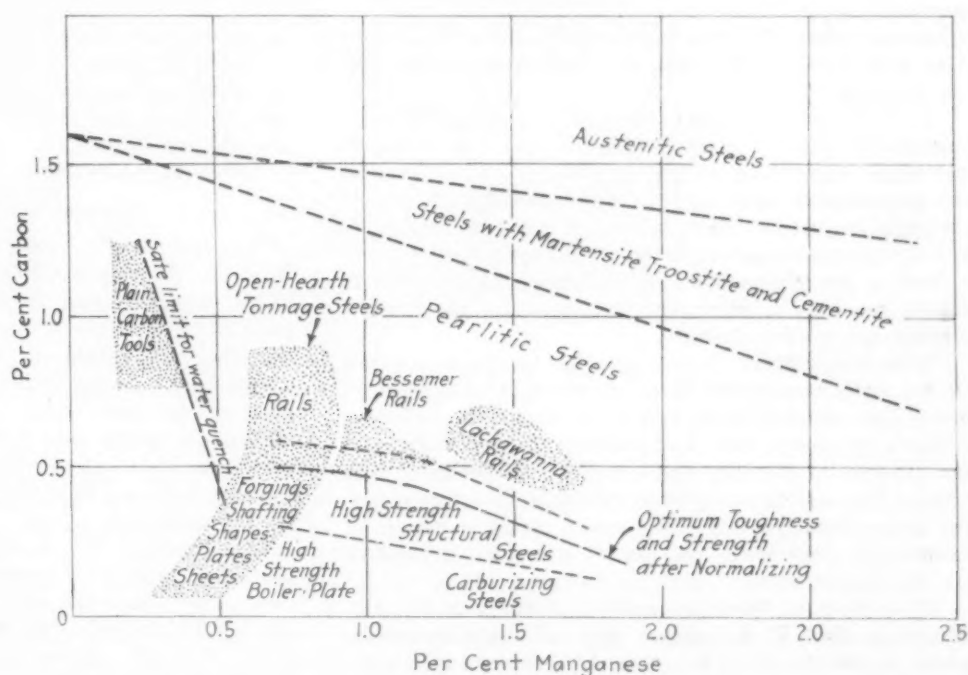 Austenitic Steels
Steels with Martensite Troostite and Cementite
Pearlitic Steels
Open-Hearth
Tonnage Steels
Safe limit for water quench
Plain
Carbon
Tools
Rails
Bessemer
Rails
Lackawanna
Rails
Forgings
Shafting
Shapes
Plates
Sheets
High Strength
Structural
Steels
High
Strength
Boiler-Plate
Carburizing
Steels
Optimum Toughness
and Strength
after Normalizing
Per Cent Carbon
1.5
1.0
0.5
0
0.5
1.0
1.5
2.0
2.0
2.5
Per Cent Manganese